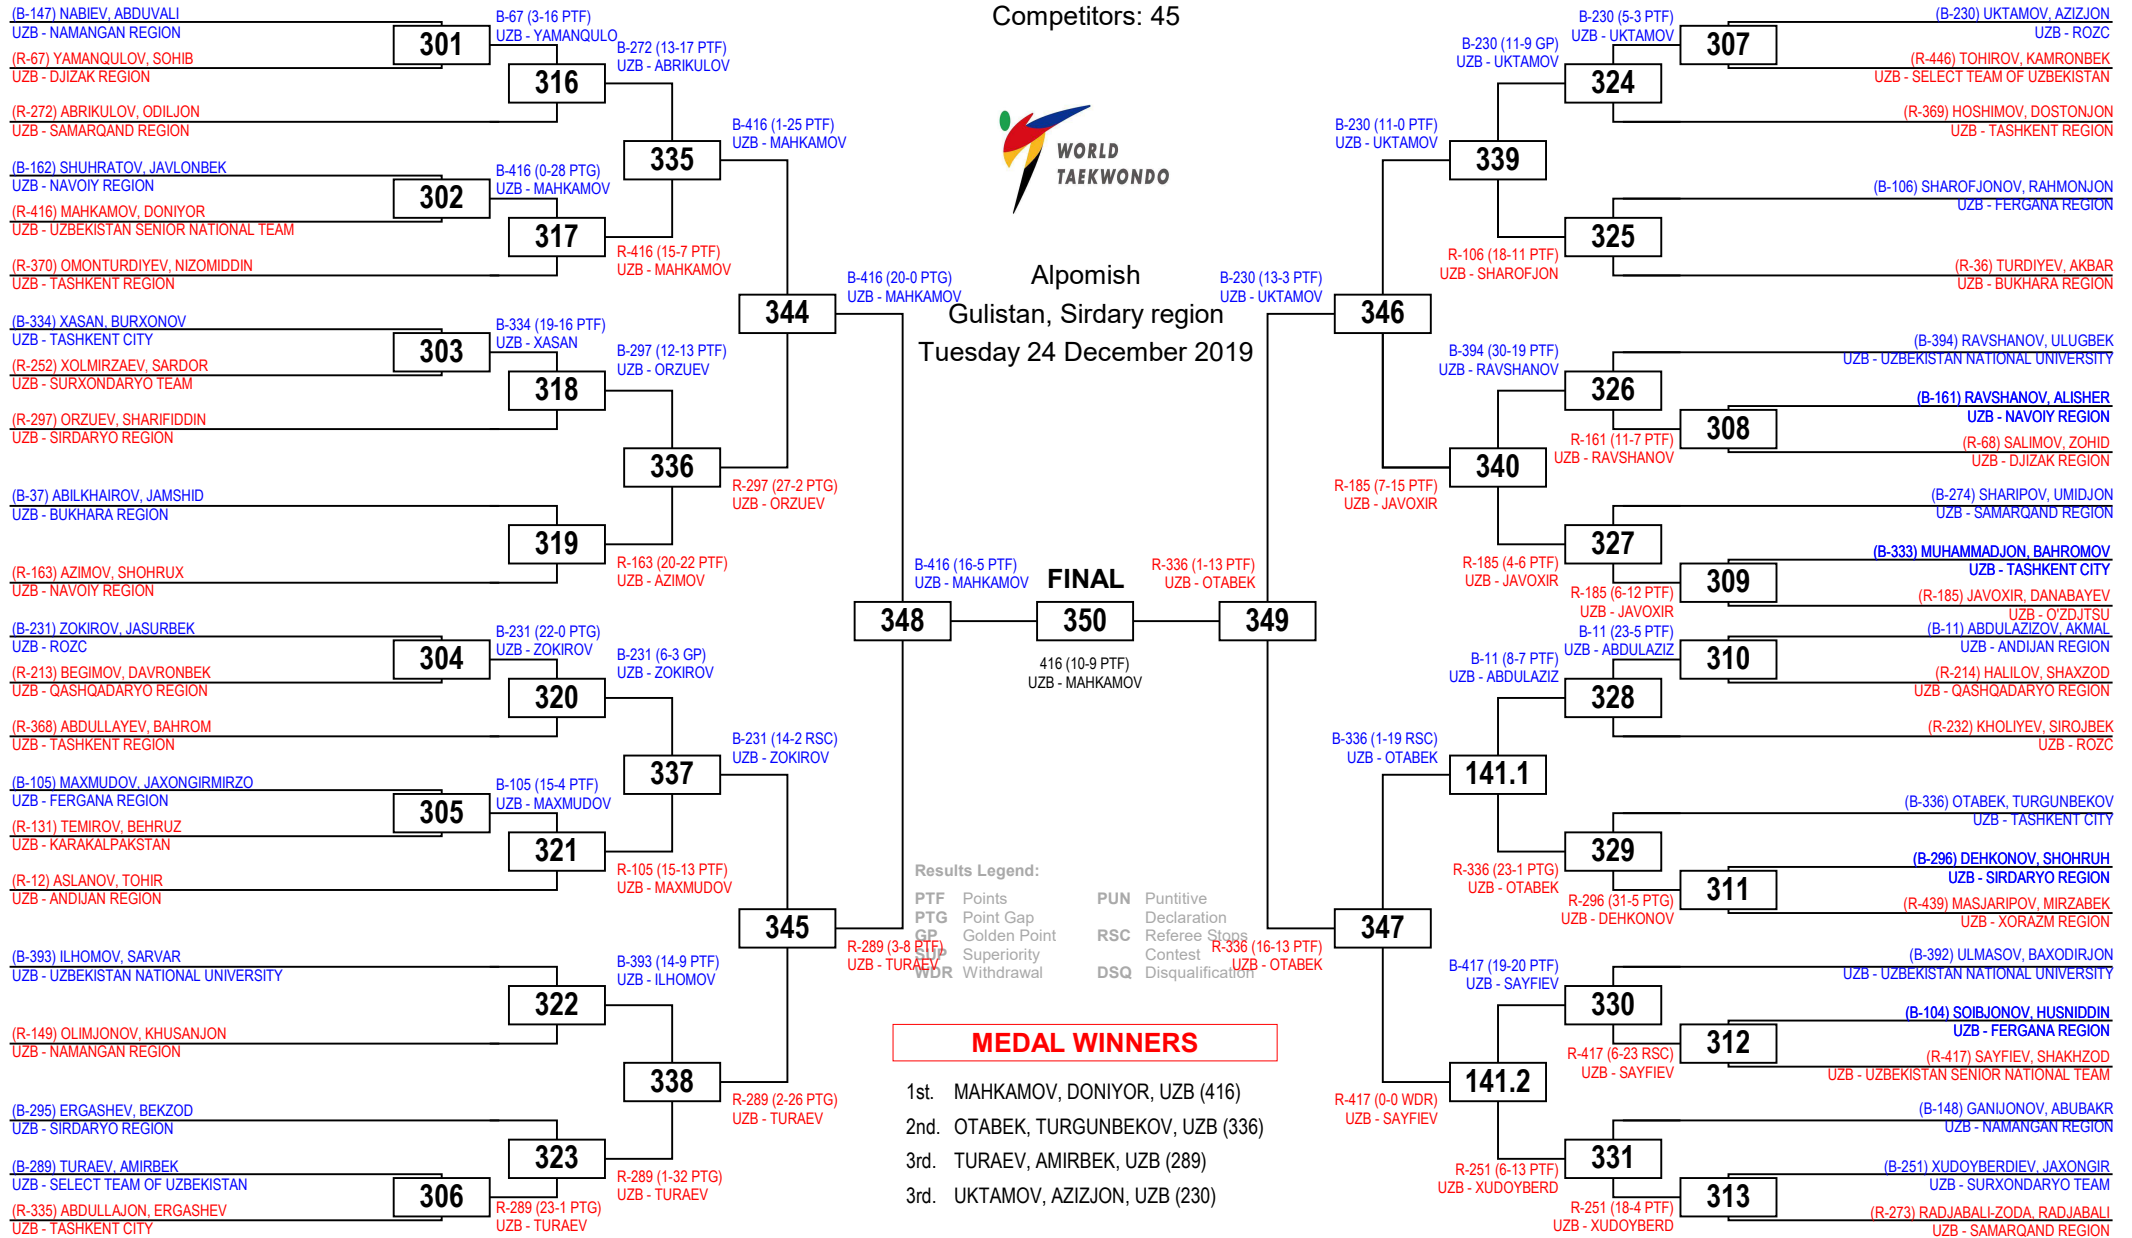 Competitors: 45
(B-147) NABIEV, ABDUVALI
UZB - NAMANGAN REGION
(R-67) YAMANQULOV, SOHIB
UZB - DJIZAK REGION
301
B-67 (3-16 PTF)
UZB - YAMANQULO
(R-272) ABRIKULOV, ODILJON
UZB - SAMARQAND REGION
316
B-272 (13-17 PTF)
UZB - ABRIKULOV
(B-162) SHUHRATOV, JAVLONBEK
UZB - NAVOIY REGION
(R-416) MAHKAMOV, DONIYOR
UZB - UZBEKISTAN SENIOR NATIONAL TEAM
302
B-416 (0-28 PTG)
UZB - MAHKAMOV
(R-370) OMONTURDIYEV, NIZOMIDDIN
UZB - TASHKENT REGION
317
R-416 (15-7 PTF)
UZB - MAHKAMOV
335
B-416 (1-25 PTF)
UZB - MAHKAMOV
(B-334) XASAN, BURXONOV
UZB - TASHKENT CITY
(R-252) XOLMIRZAEV, SARDOR
UZB - SURXONDARYO TEAM
303
B-334 (19-16 PTF)
UZB - XASAN
(R-297) ORZUEV, SHARIFIDDIN
UZB - SIRDARYO REGION
318
B-297 (12-13 PTF)
UZB - ORZUEV
(B-37) ABILKHAIROV, JAMSHID
UZB - BUKHARA REGION
(R-163) AZIMOV, SHOHRUX
UZB - NAVOIY REGION
319
R-163 (20-22 PTF)
UZB - AZIMOV
336
R-297 (27-2 PTG)
UZB - ORZUEV
344
B-416 (20-0 PTG)
UZB - MAHKAMOV
(B-231) ZOKIROV, JASURBEK
UZB - ROZC
(R-213) BEGIMOV, DAVRONBEK
UZB - QASHQADARYO REGION
304
B-231 (22-0 PTG)
UZB - ZOKIROV
(R-368) ABDULLAYEV, BAHROM
UZB - TASHKENT REGION
320
B-231 (6-3 GP)
UZB - ZOKIROV
(B-105) MAXMUDOV, JAXONGIRMIRZO
UZB - FERGANA REGION
(R-131) TEMIROV, BEHRUZ
UZB - KARAKALPAKSTAN
305
B-105 (15-4 PTF)
UZB - MAXMUDOV
(R-12) ASLANOV, TOHIR
UZB - ANDIJAN REGION
321
R-105 (15-13 PTF)
UZB - MAXMUDOV
337
B-231 (14-2 RSC)
UZB - ZOKIROV
(B-393) ILHOMOV, SARVAR
UZB - UZBEKISTAN NATIONAL UNIVERSITY
(R-149) OLIMJONOV, KHUSANJON
UZB - NAMANGAN REGION
322
B-393 (14-9 PTF)
UZB - ILHOMOV
(B-295) ERGASHEV, BEKZOD
UZB - SIRDARYO REGION
(B-289) TURAEV, AMIRBEK
UZB - SELECT TEAM OF UZBEKISTAN
(R-335) ABDULLAJON, ERGASHEV
UZB - TASHKENT CITY
306
R-289 (23-1 PTG)
UZB - TURAEV
323
R-289 (1-32 PTG)
UZB - TURAEV
338
R-289 (2-26 PTG)
UZB - TURAEV
345
R-289 (3-8 PTF)
UZB - TURAEV
348
B-416 (16-5 PTF)
UZB - MAHKAMOV
WORLD
TAEKWONDO
Alpomish
Gulistan, Sirdary region
Tuesday 24 December 2019
FINAL
350
416 (10-9 PTF)
UZB - MAHKAMOV
R-336 (1-13 PTF)
UZB - OTABEK
349
B-230 (13-3 PTF)
UZB - UKTAMOV
346
R-336 (16-13 PTF)
UZB - OTABEK
347
(B-230) UKTAMOV, AZIZJON
UZB - ROZC
(R-446) TOHIROV, KAMRONBEK
UZB - SELECT TEAM OF UZBEKISTAN
307
B-230 (5-3 PTF)
UZB - UKTAMOV
(R-369) HOSHIMOV, DOSTONJON
UZB - TASHKENT REGION
324
B-230 (11-9 GP)
UZB - UKTAMOV
(B-106) SHAROFJONOV, RAHMONJON
UZB - FERGANA REGION
(R-36) TURDIYEV, AKBAR
UZB - BUKHARA REGION
325
R-106 (18-11 PTF)
UZB - SHAROFJON
339
B-230 (11-0 PTF)
UZB - UKTAMOV
(B-394) RAVSHANOV, ULUGBEK
UZB - UZBEKISTAN NATIONAL UNIVERSITY
(B-161) RAVSHANOV, ALISHER
UZB - NAVOIY REGION
(R-68) SALIMOV, ZOHID
UZB - DJIZAK REGION
308
R-161 (11-7 PTF)
UZB - RAVSHANOV
326
B-394 (30-19 PTF)
UZB - RAVSHANOV
(B-274) SHARIPOV, UMIDJON
UZB - SAMARQAND REGION
(B-333) MUHAMMADJON, BAHROMOV
UZB - TASHKENT CITY
(R-185) JAVOXIR, DANABAYEV
UZB - O'ZDJTSU
309
R-185 (6-12 PTF)
UZB - JAVOXIR
327
R-185 (4-6 PTF)
UZB - JAVOXIR
340
R-185 (7-15 PTF)
UZB - JAVOXIR
(B-11) ABDULAZIZOV, AKMAL
UZB - ANDIJAN REGION
(R-214) HALILOV, SHAXZOD
UZB - QASHQADARYO REGION
310
B-11 (23-5 PTF)
UZB - ABDULAZIZ
(R-232) KHOLIYEV, SIROJBEK
UZB - ROZC
328
B-11 (8-7 PTF)
UZB - ABDULAZIZ
(B-336) OTABEK, TURGUNBEKOV
UZB - TASHKENT CITY
(B-296) DEHKONOV, SHOHRUH
UZB - SIRDARYO REGION
(R-439) MASJARIPOV, MIRZABEK
UZB - XORAZM REGION
311
R-296 (31-5 PTG)
UZB - DEHKONOV
329
R-336 (23-1 PTG)
UZB - OTABEK
141.1
B-336 (1-19 RSC)
UZB - OTABEK
(B-392) ULMASOV, BAXODIRJON
UZB - UZBEKISTAN NATIONAL UNIVERSITY
(B-104) SOIBJONOV, HUSNIDDIN
UZB - FERGANA REGION
(R-417) SAYFIEV, SHAKHZOD
UZB - UZBEKISTAN SENIOR NATIONAL TEAM
312
R-417 (6-23 RSC)
UZB - SAYFIEV
330
B-417 (19-20 PTF)
UZB - SAYFIEV
(B-148) GANIJONOV, ABUBAKR
UZB - NAMANGAN REGION
(B-251) XUDOYBERDIEV, JAXONGIR
UZB - SURXONDARYO TEAM
(R-273) RADJABALI-ZODA, RADJABALI
UZB - SAMARQAND REGION
313
R-251 (18-4 PTF)
UZB - XUDOYBERD
331
R-251 (6-13 PTF)
UZB - XUDOYBERD
141.2
R-417 (0-0 WDR)
UZB - SAYFIEV
Results Legend:
PTF Points
PTG Point Gap
GP Golden Point
SUP Superiority
WDR Withdrawal
PUN Puntitive
Declaration
RSC Referee Stops
Contest
DSQ Disqualification
MEDAL WINNERS
1st. MAHKAMOV, DONIYOR, UZB (416)
2nd. OTABEK, TURGUNBEKOV, UZB (336)
3rd. TURAEV, AMIRBEK, UZB (289)
3rd. UKTAMOV, AZIZJON, UZB (230)